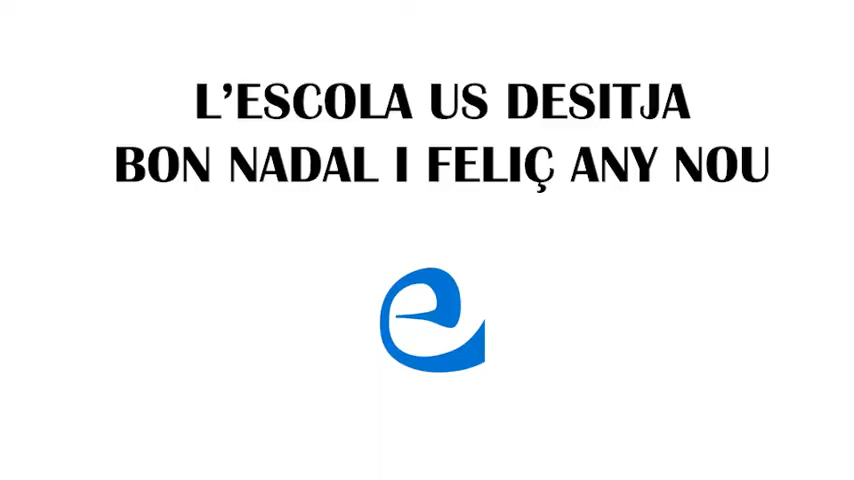 L’ESCOLA US DESITJA
BON NADAL I FELIÇ ANY NOU
e